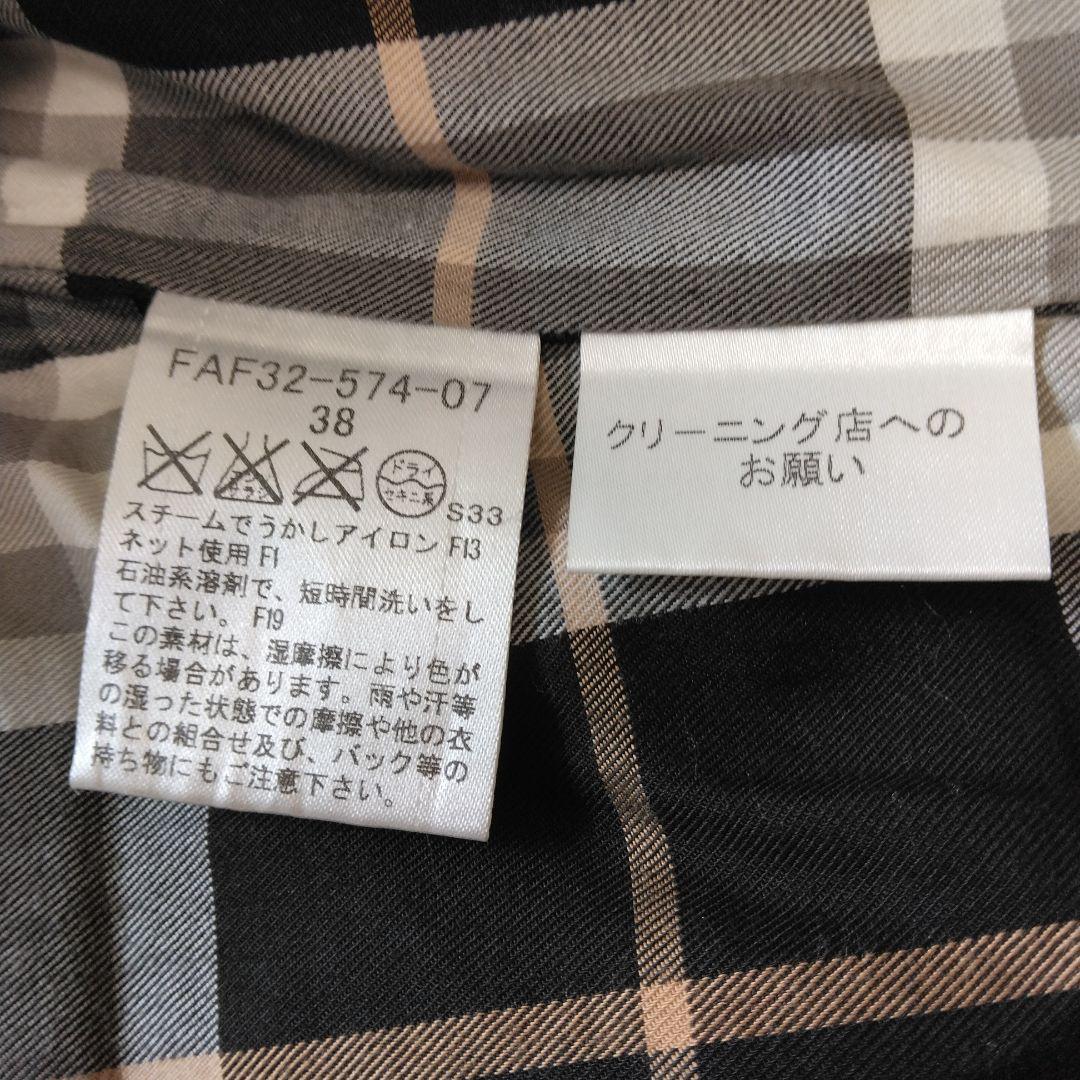 FAF32-574-07
38
エンソ
サラシ
ドライ
セキユ系
S33
スチームでうかしアイロン F13
ネット使用 F1
石油系溶剤で、短時間洗いをし
て下さい。 F19
この素材は、湿摩擦により色が
移る場合があります。雨や汗等
の湿った状態での摩擦や他の衣
料との組合せ及び、バック等の
持ち物にもご注意下さい。
クリーニング店への
お願い